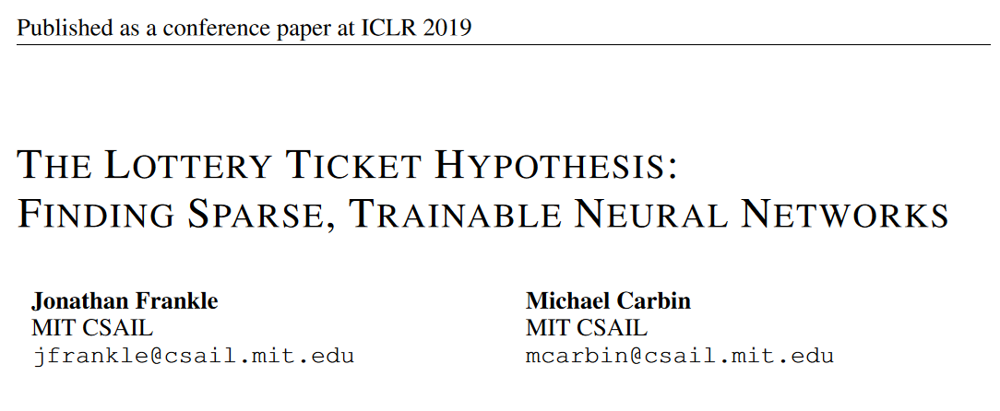 Published as a conference paper at ICLR 2019
THE LOTTERY TICKET HYPOTHESIS:
FINDING SPARSE, TRAINABLE NEURAL NETWORKS
Jonathan Frankle
MIT CSAIL
jfrankle@csail.mit.edu
Michael Carbin
MIT CSAIL
mcarbin@csail.mit.edu